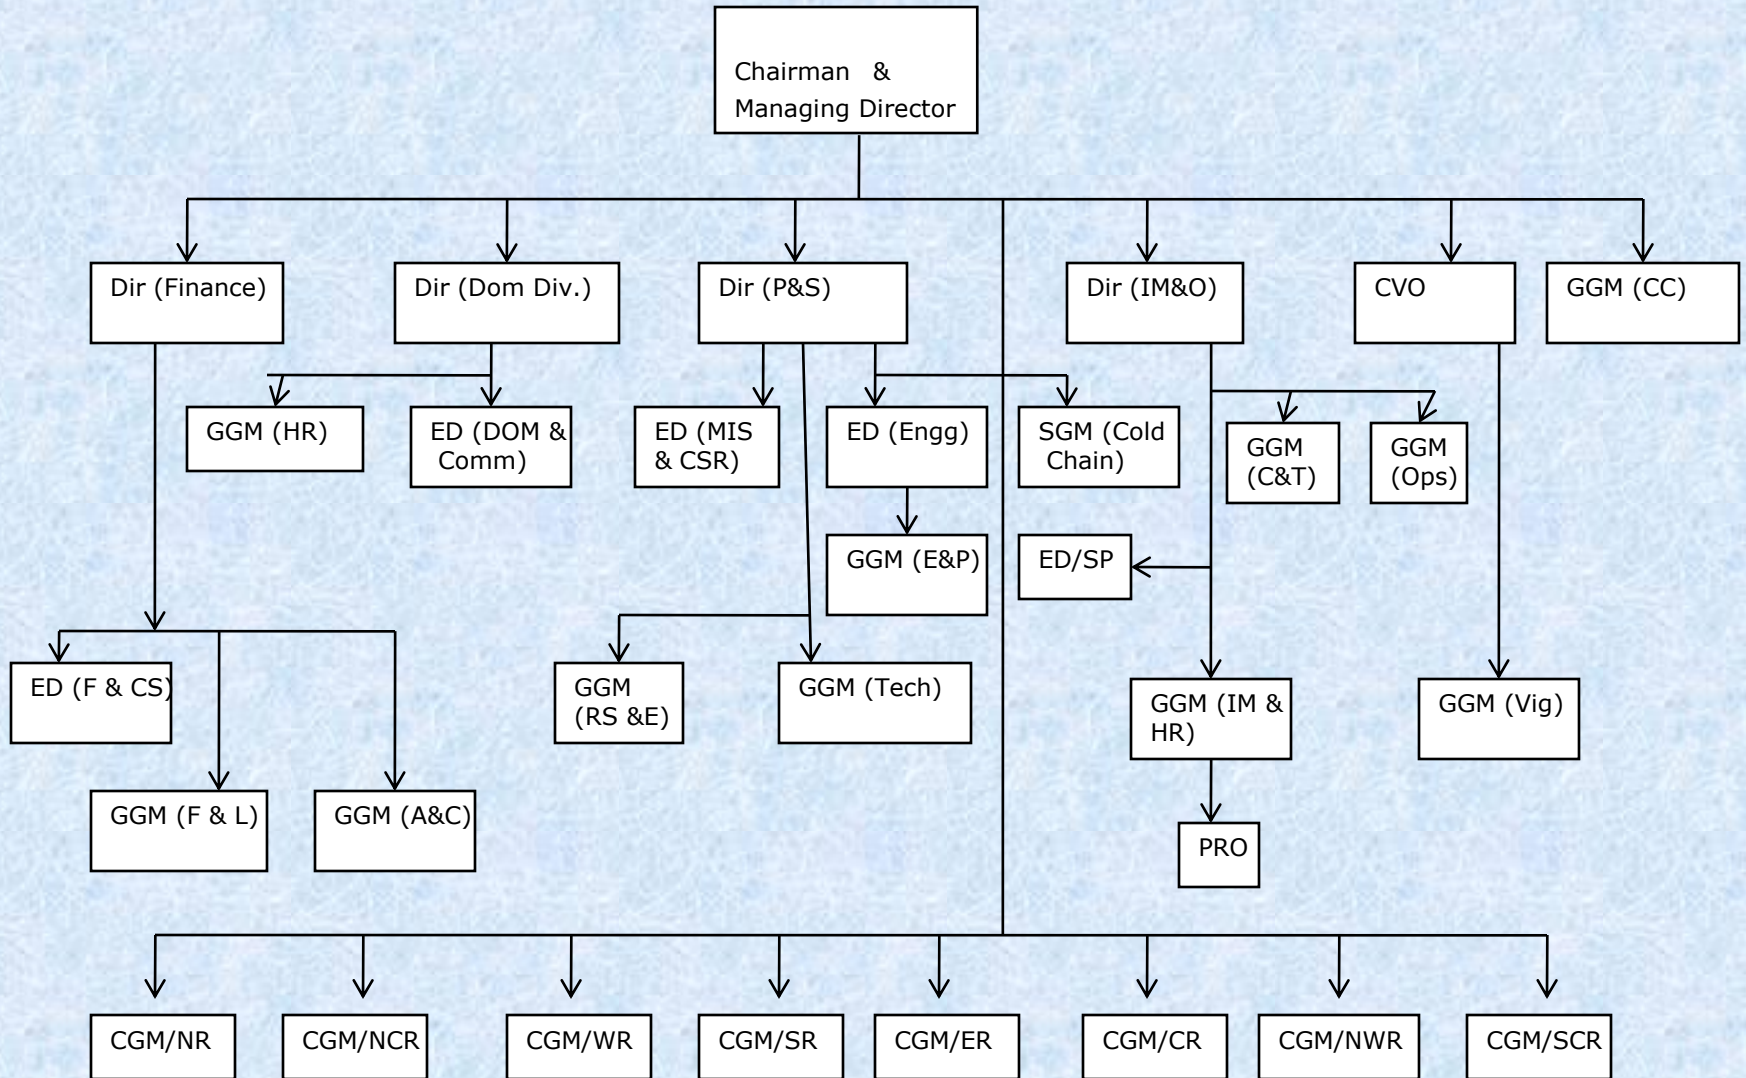 Chairman &
Managing Director
Dir (Finance)
Dir (Dom Div.)
Dir (P&S)
Dir (IM&O)
CVO
GGM (CC)
GGM (HR)
ED (DOM &
Comm)
ED (MIS
& CSR)
ED (Engg)
SGM (Cold
Chain)
GGM
(C&T)
GGM
(Ops)
GGM (E&P)
ED/SP
ED (F & CS)
GGM
(RS &E)
GGM (Tech)
GGM (IM &
HR)
GGM (Vig)
GGM (F & L)
GGM (A&C)
PRO
CGM/NR
CGM/NCR
CGM/WR
CGM/SR
CGM/ER
CGM/CR
CGM/NWR
CGM/SCR